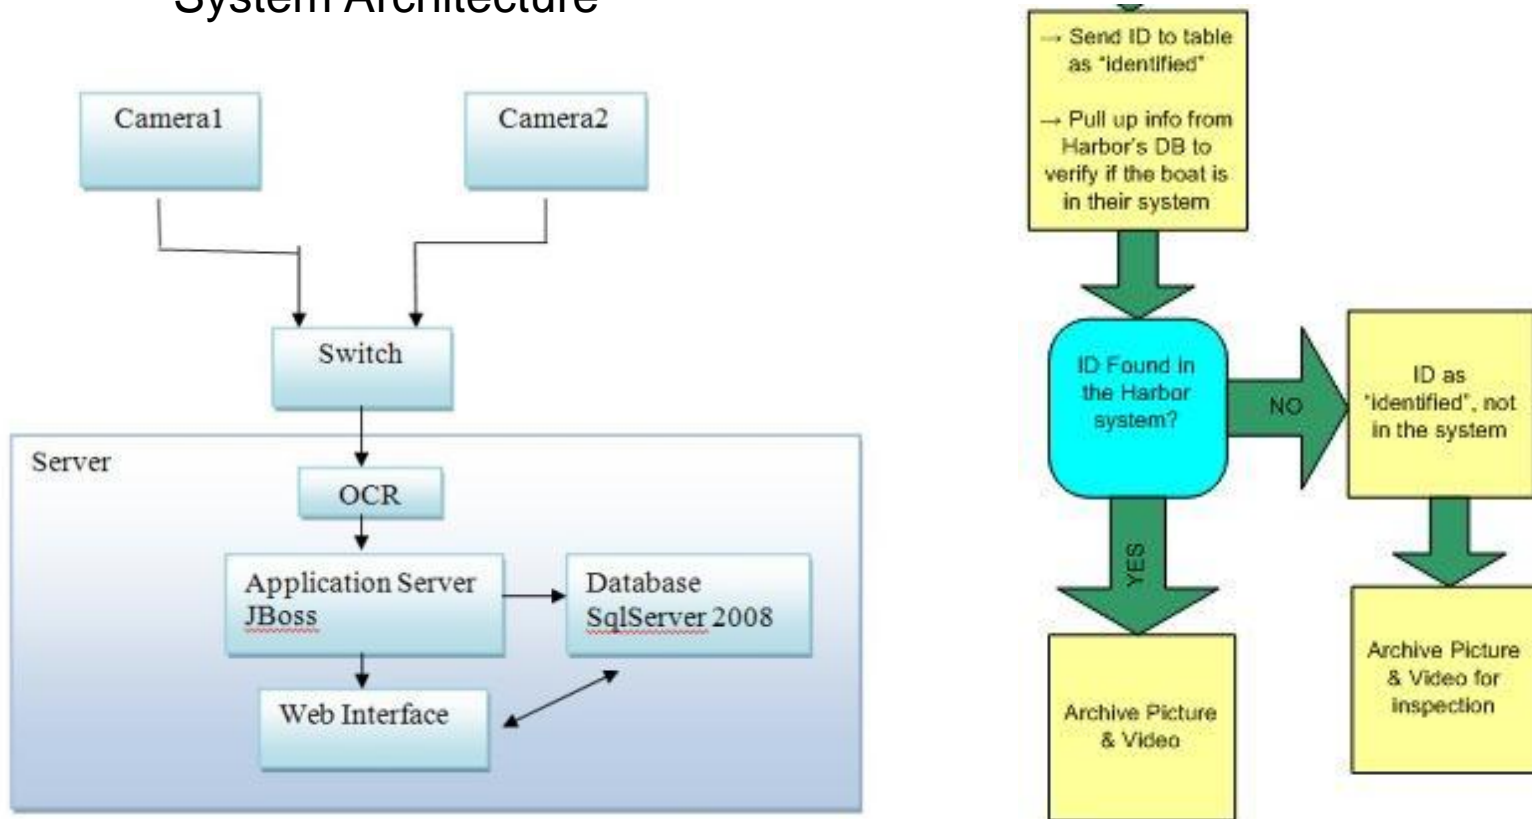 System Architecture
Camera1
Camera2
Switch
Server
OCR
Application Server
JBoss
Database
SqlServer 2008
Web Interface
→ Send ID to table
as "identified"
→ Pull up info from
Harbor's DB to
verify if the boat is
in their system
ID Found in
the Harbor
system?
NO
ID as
"identified", not
in the system
YES
Archive Picture
& Video
Archive Picture
& Video for
inspection